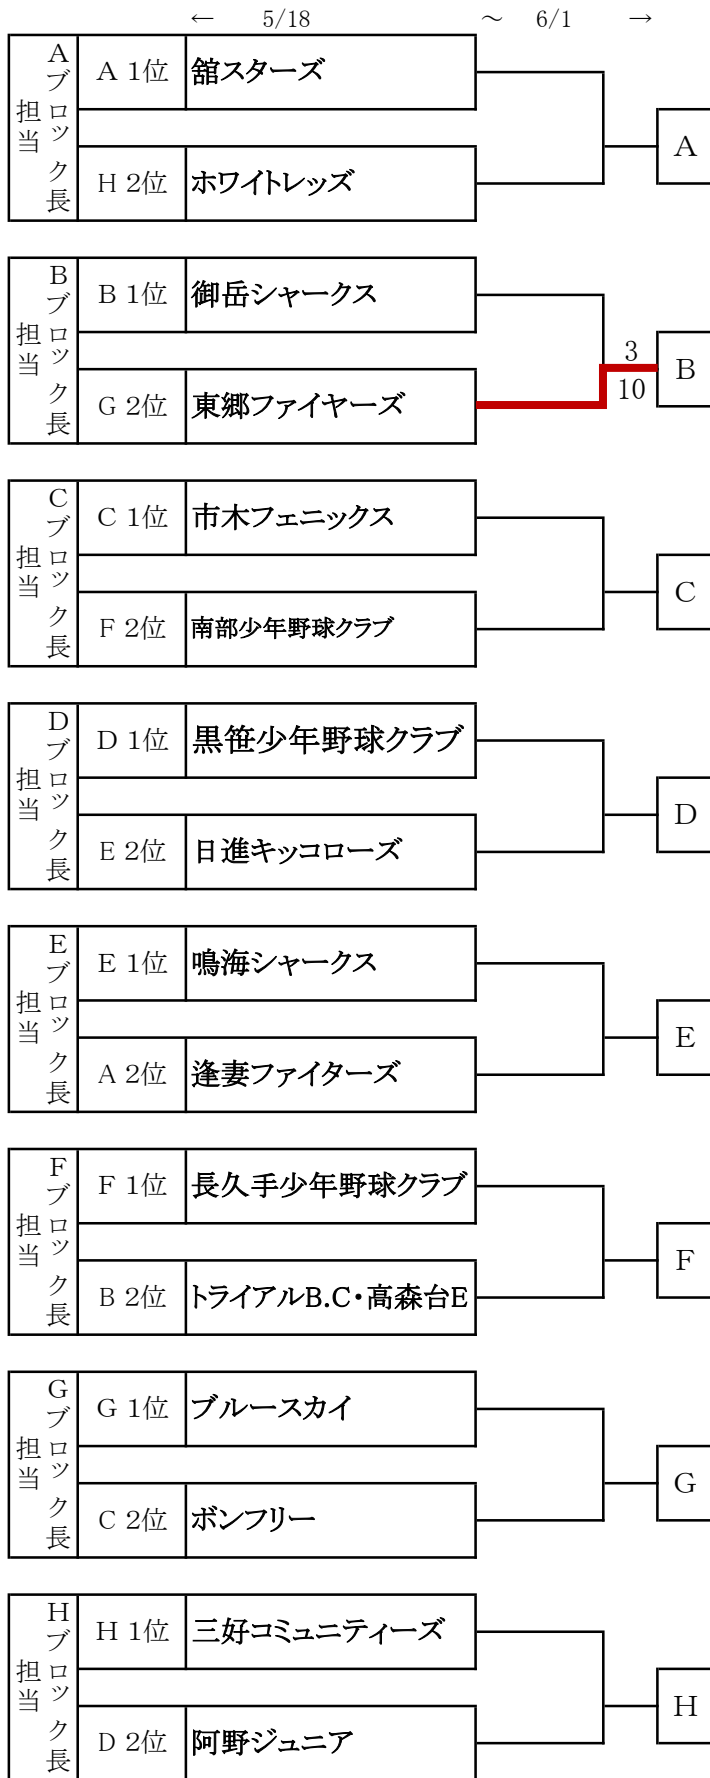 ← 5/18 ～ 6/1 →
Aブロック長
担当
A 1位 舘スターズ
H 2位 ホワイトレッズ
A
Bブロック長
担当
B 1位 御岳シャークス
G 2位 東郷ファイヤーズ
3
10
B
Cブロック長
担当
C 1位 市木フェニックス
F 2位 南部少年野球クラブ
C
Dブロック長
担当
D 1位 黒笹少年野球クラブ
E 2位 日進キッコローズ
D
Eブロック長
担当
E 1位 鳴海シャークス
A 2位 逢妻ファイターズ
E
Fブロック長
担当
F 1位 長久手少年野球クラブ
B 2位 トライアルB.C・高森台E
F
Gブロック長
担当
G 1位 ブルースカイ
C 2位 ボンフリー
G
Hブロック長
担当
H 1位 三好コミュニティーズ
D 2位 阿野ジュニア
H